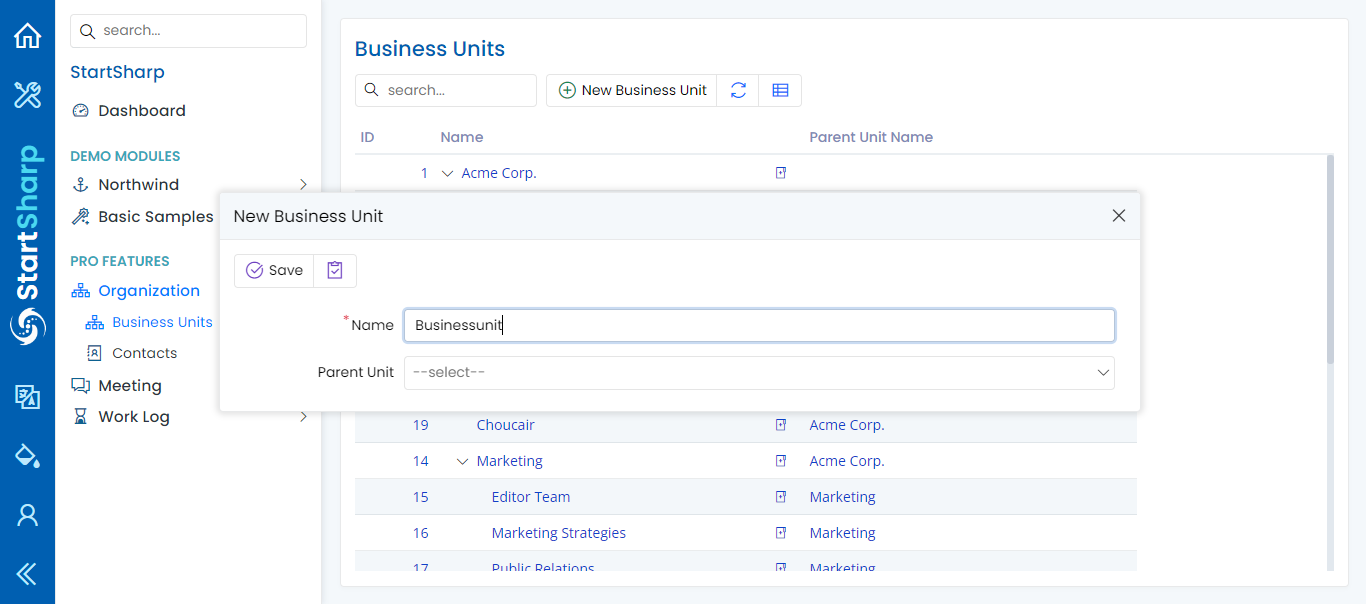 search...
StartSharp
Dashboard
DEMO MODULES
Northwind
Basic Samples
PRO FEATURES
Organization
Business Units
Contacts
Meeting
Work Log
StartSharp
Business Units
search...
New Business Unit
ID Name Parent Unit Name
1 Acme Corp.
New Business Unit
Save
*Name Businessunit
Parent Unit --select--
19 Choucair Acme Corp.
14 Marketing Acme Corp.
15 Editor Team Marketing
16 Marketing Strategies Marketing
17 Public Relations Marketing